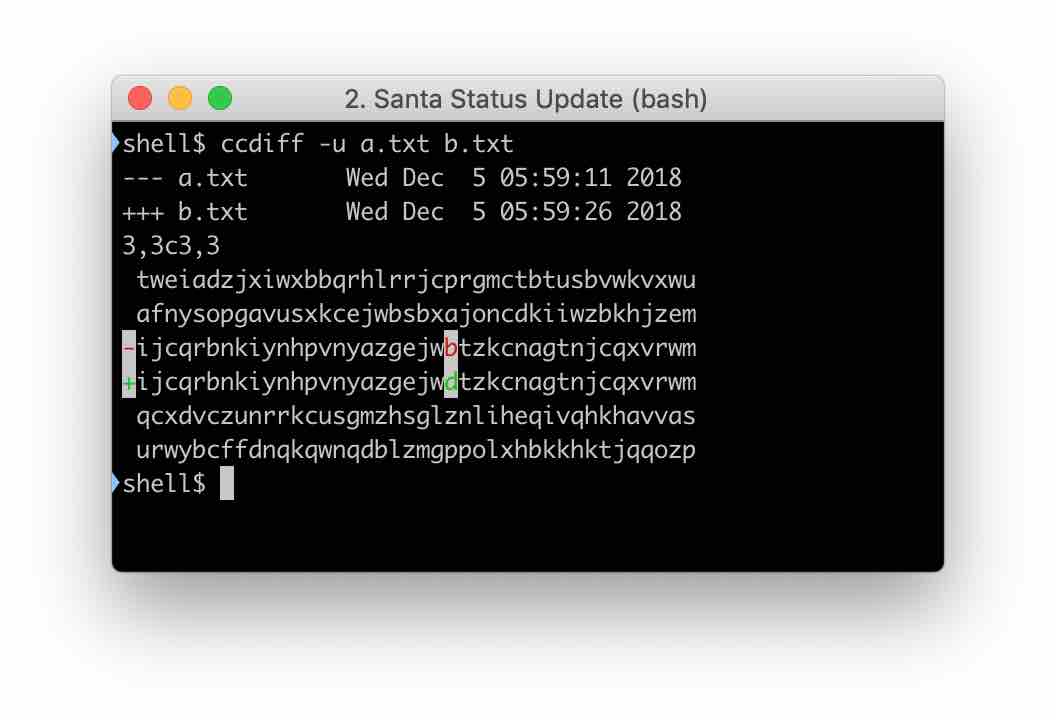 2. Santa Status Update (bash)
shell$ ccdiff -u a.txt b.txt
--- a.txt       Wed Dec  5 05:59:11 2018
+++ b.txt       Wed Dec  5 05:59:26 2018
3,3c3,3
 tweiadzjxiwxbbqrhlrrjcprgmctbtusbvwkvxwu
 afnysopgavusxkcejwbsbxajoncdkiiwzbkhjzem
-ijcqrbnkiynhpvnyazgejwbtzkcnagtnjcqxvrwm
+ijcqrbnkiynhpvnyazgejwdtzkcnagtnjcqxvrwm
 qcxdvczunrrkcusgmzhsglznliheqivqhkhavvas
 urwybcffdnqkqwnqdblzmgppolxhbkkhktjqqozp
shell$